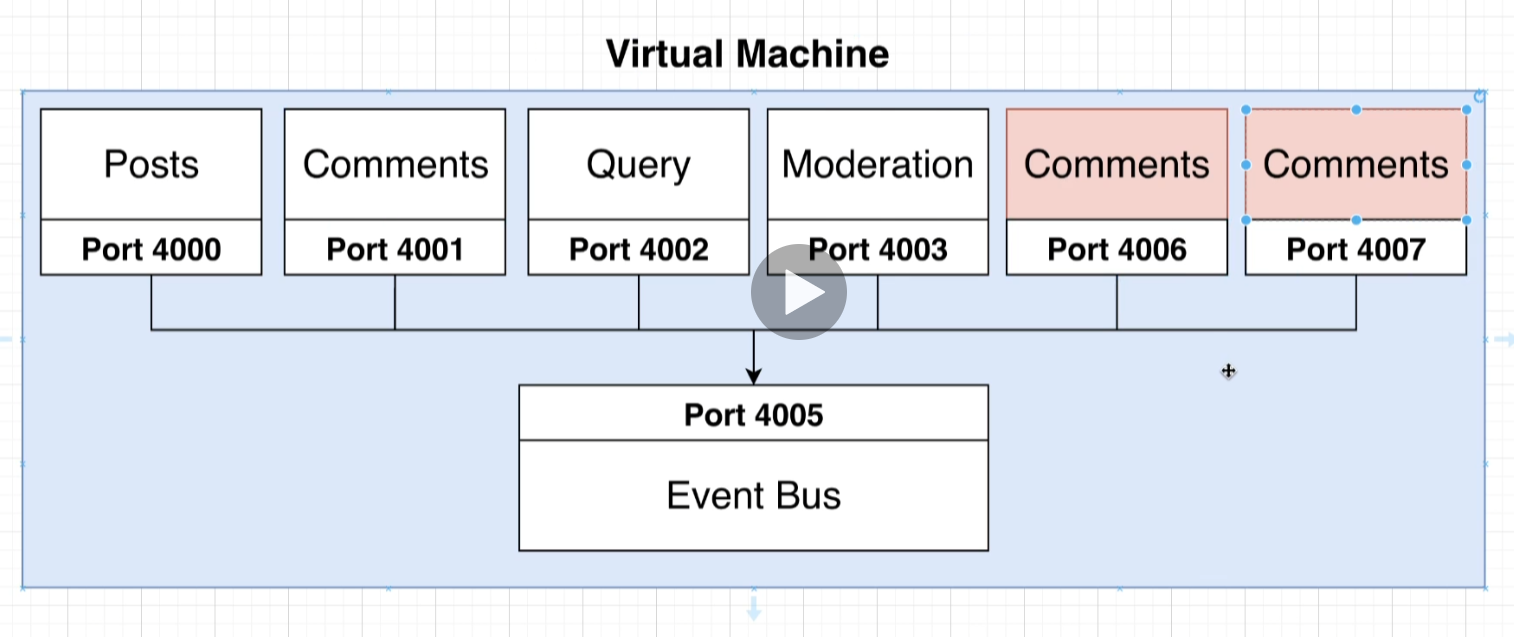 Virtual Machine
Posts
Comments
Query
Moderation
Comments
Comments
Port 4000
Port 4001
Port 4002
Port 4003
Port 4006
Port 4007
Port 4005
Event Bus